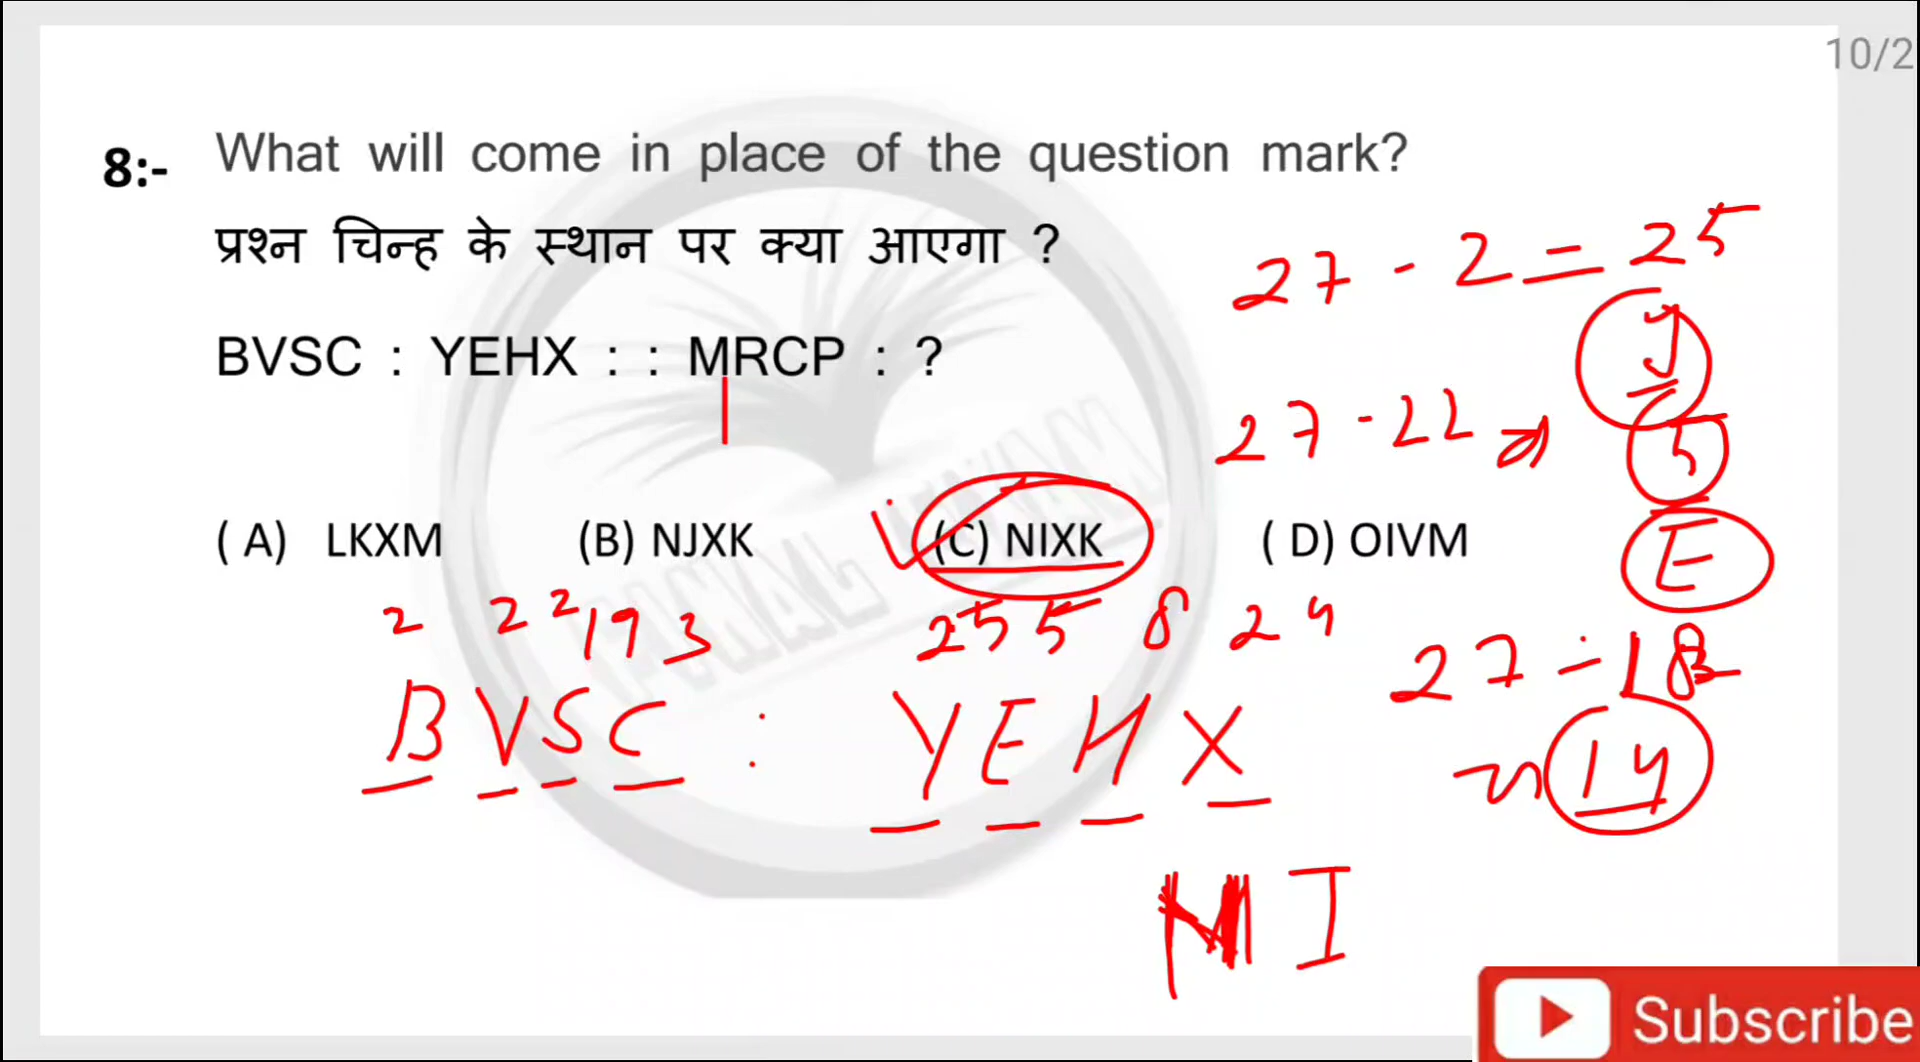 10/2
8:- What will come in place of the question mark?
प्रश्न चिन्ह के स्थान पर क्या आएगा ?
27 - 2 = 25
BVSC : YEHX : : MRCP : ?
y
27 - 22
5
( A) LKXM (B) NJXK (C) NIXK ( D) OIVM
E
2 22 19 3 25 5 8 24
27 - 18
B V S C : Y E H X
14
M I
Subscribe